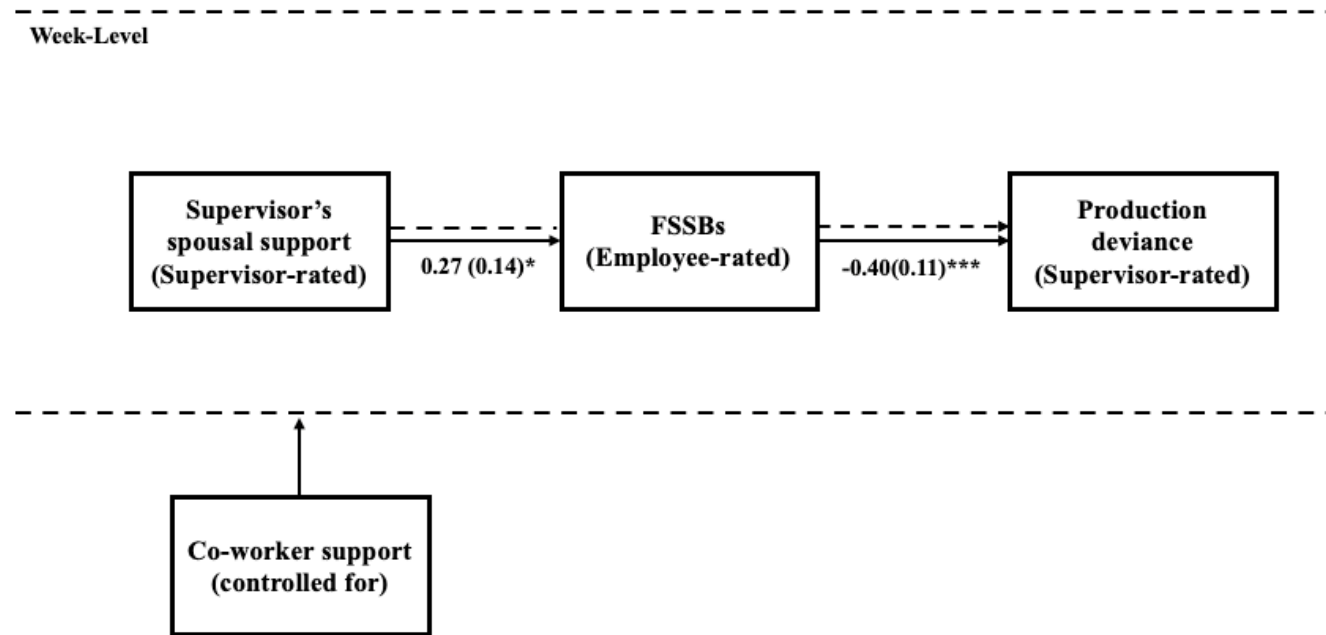 Week-Level
Supervisor's
spousal support
(Supervisor-rated)
0.27 (0.14)*
FSSBs
(Employee-rated)
-0.40(0.11)***
Production
deviance
(Supervisor-rated)
Co-worker support
(controlled for)